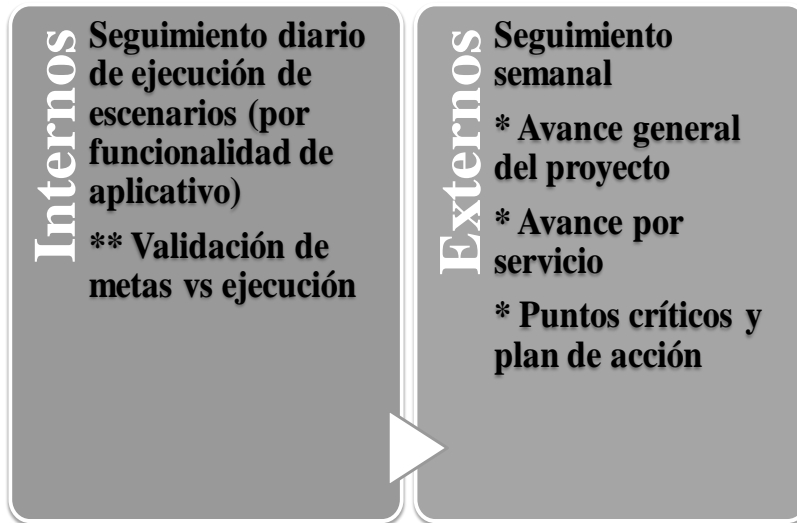 Internos
Seguimiento diario
de ejecución de
escenarios (por
funcionalidad de
aplicativo)
** Validación de
metas vs ejecución
Externos
Seguimiento
semanal
* Avance general
del proyecto
* Avance por
servicio
* Puntos críticos y
plan de acción